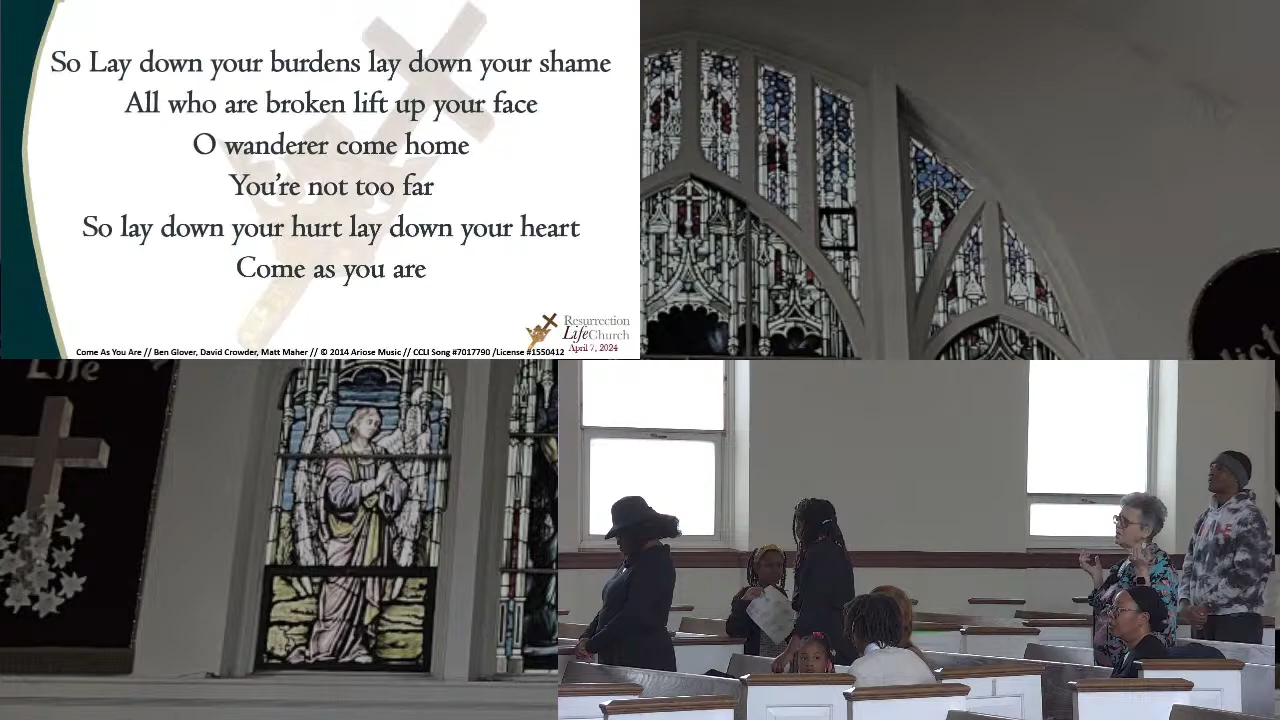 So Lay down your burdens lay down your shame
All who are broken lift up your face
O wanderer come home
You're not too far
So lay down your hurt lay down your heart
Come as you are
Resurrection
LifeChurch
April 7, 2024
Come As You Are // Ben Glover, David Crowder, Matt Maher // © 2014 Ariose Music // CCLI Song #7017790 /License #1550412
Life